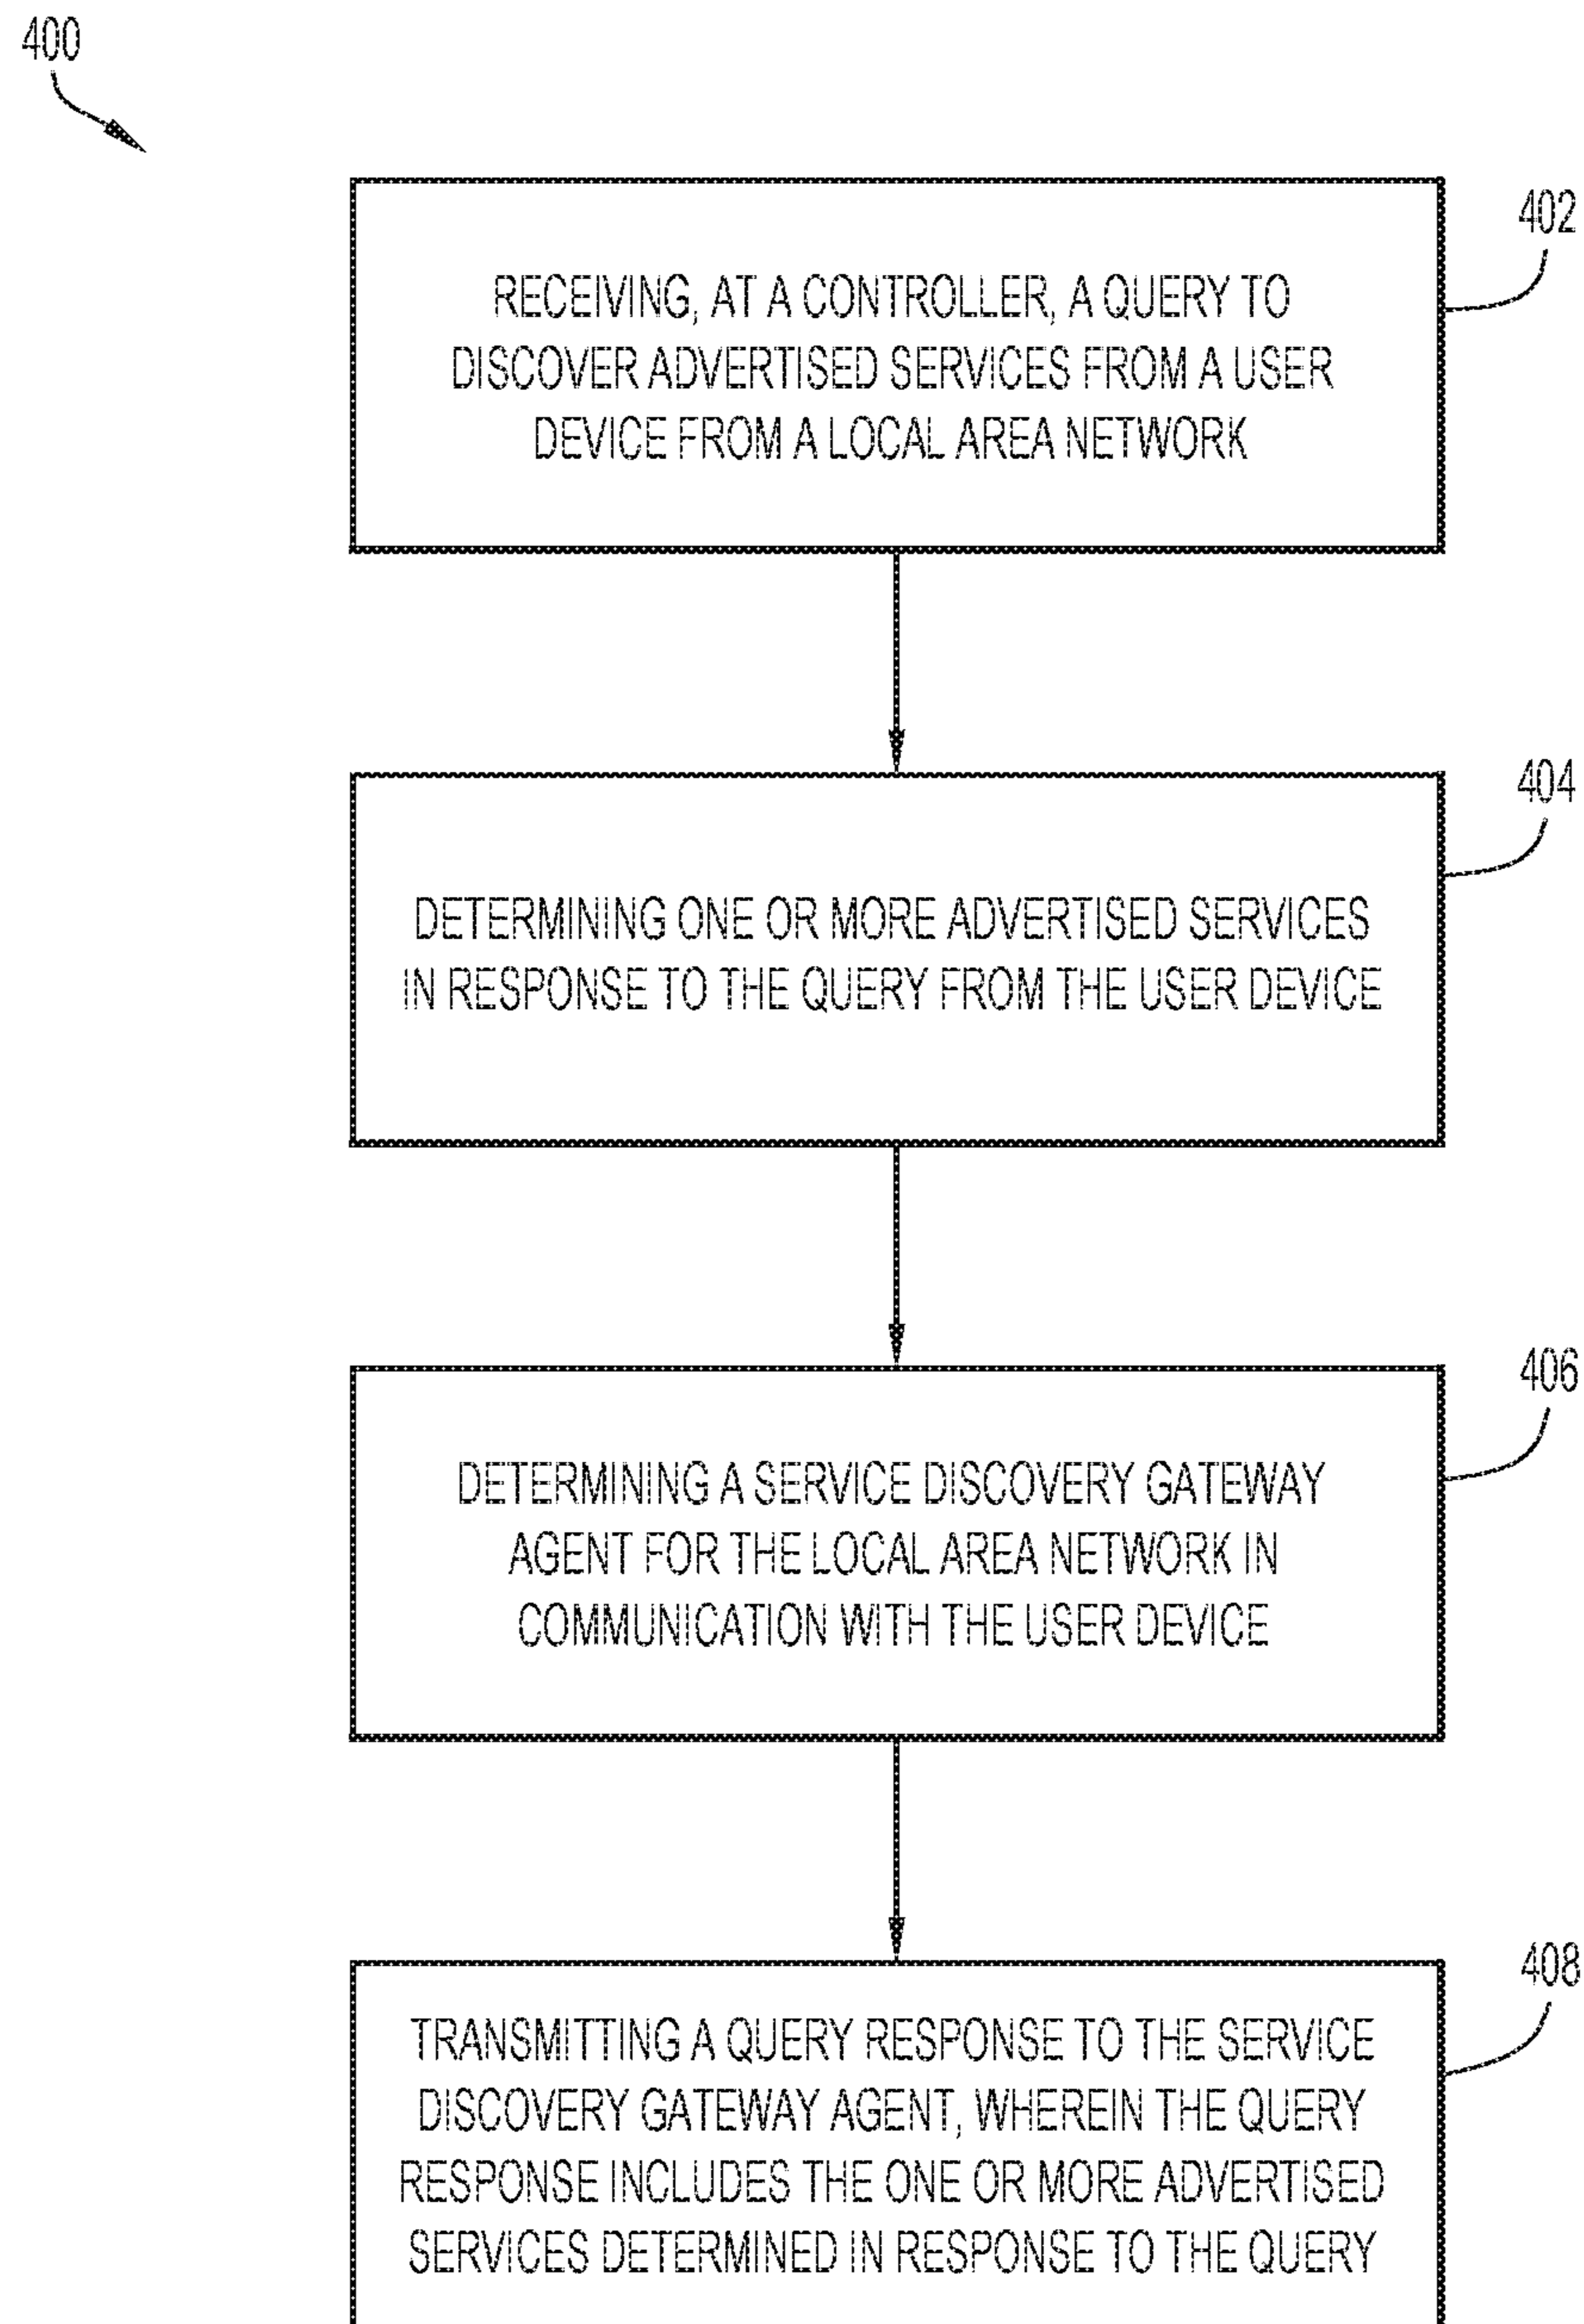 400
402
RECEIVING, AT A CONTROLLER, A QUERY TO
DISCOVER ADVERTISED SERVICES FROM A USER
DEVICE FROM A LOCAL AREA NETWORK
404
DETERMINING ONE OR MORE ADVERTISED SERVICES
IN RESPONSE TO THE QUERY FROM THE USER DEVICE
406
DETERMINING A SERVICE DISCOVERY GATEWAY
AGENT FOR THE LOCAL AREA NETWORK IN
COMMUNICATION WITH THE USER DEVICE
408
TRANSMITTING A QUERY RESPONSE TO THE SERVICE
DISCOVERY GATEWAY AGENT, WHEREIN THE QUERY
RESPONSE INCLUDES THE ONE OR MORE ADVERTISED
SERVICES DETERMINED IN RESPONSE TO THE QUERY